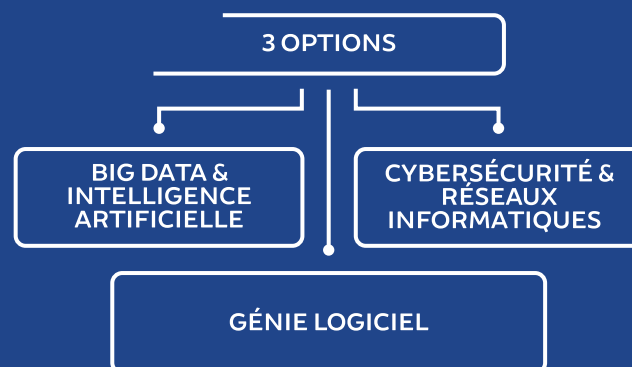 3 OPTIONS
BIG DATA &
INTELLIGENCE
ARTIFICIELLE
CYBERSÉCURITÉ &
RÉSEAUX
INFORMATIQUES
GÉNIE LOGICIEL